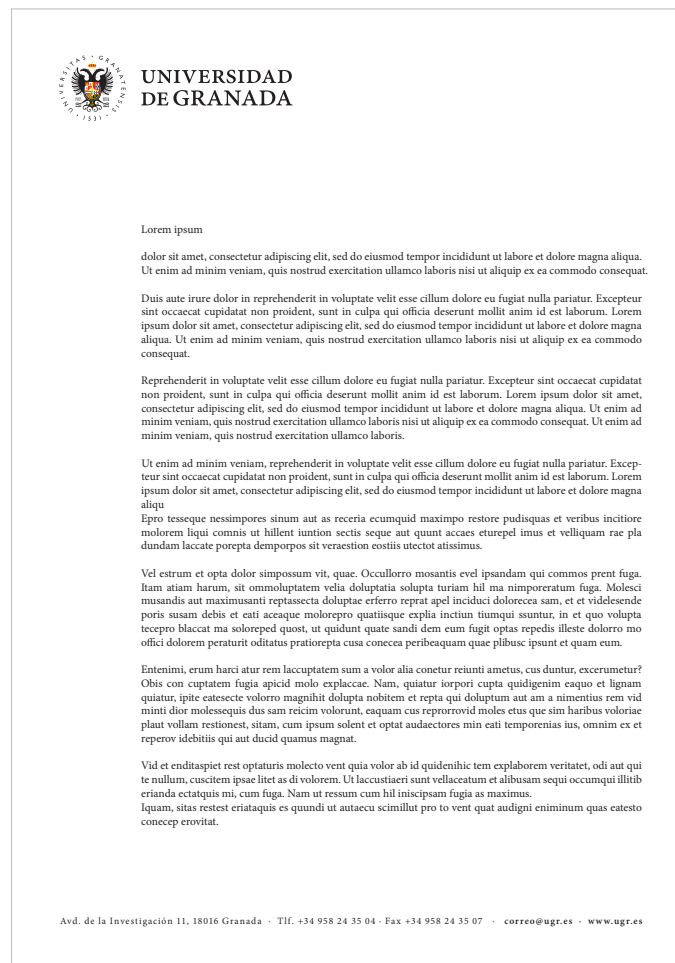 UNIVERSITAS · GRANATENSIS · 1531 ·
UNIVERSIDAD
DE GRANADA
Lorem ipsum
dolor sit amet, consectetur adipiscing elit, sed do eiusmod tempor incididunt ut labore et dolore magna aliqua.
Ut enim ad minim veniam, quis nostrud exercitation ullamco laboris nisi ut aliquip ex ea commodo consequat.
Duis aute irure dolor in reprehenderit in voluptate velit esse cillum dolore eu fugiat nulla pariatur. Excepteur
sint occaecat cupidatat non proident, sunt in culpa qui officia deserunt mollit anim id est laborum. Lorem
ipsum dolor sit amet, consectetur adipiscing elit, sed do eiusmod tempor incididunt ut labore et dolore magna
aliqua. Ut enim ad minim veniam, quis nostrud exercitation ullamco laboris nisi ut aliquip ex ea commodo
consequat.
Reprehenderit in voluptate velit esse cillum dolore eu fugiat nulla pariatur. Excepteur sint occaecat cupidatat
non proident, sunt in culpa qui officia deserunt mollit anim id est laborum. Lorem ipsum dolor sit amet,
consectetur adipiscing elit, sed do eiusmod tempor incididunt ut labore et dolore magna aliqua. Ut enim ad
minim veniam, quis nostrud exercitation ullamco laboris nisi ut aliquip ex ea commodo consequat. Ut enim ad
minim veniam, quis nostrud exercitation ullamco laboris.
Ut enim ad minim veniam, reprehenderit in voluptate velit esse cillum dolore eu fugiat nulla pariatur. Excep-
teur sint occaecat cupidatat non proident, sunt in culpa qui officia deserunt mollit anim id est laborum. Lorem
ipsum dolor sit amet, consectetur adipiscing elit, sed do eiusmod tempor incididunt ut labore et dolore magna
aliqu
Epro tesseque nessimpores sinum aut as receria ecumquid maximpo restore pudisquas et veribus incitiore
molorem liqui comnis ut hillent iuntion sectis seque aut quunt accaes eturepel imus et velliquam rae pla
dundam laccate porepta demporpos sit veraestion eostiis utectot atissimus.
Vel estrum et opta dolor simpossum vit, quae. Occullorro mosantis evel ipsandam qui commos prent fuga.
Itam atiam harum, sit ommoluptatem velia doluptatia solupta turiam hil ma nimporeratum fuga. Molesci
musandis aut maximusanti reptassecta doluptae erferro reprat apel inciduci dolorecea sam, et et videlesende
poris susam debis et eati aceaque molorepro quatiisque explia inctiun tiumqui ssuntur, in et quo volupta
tecepro blaccat ma soloreped quost, ut quidunt quate sandi dem eum fugit optas repedis illeste dolorro mo
offici dolorem peraturit oditatus pratiorepta cusa conecea peribeaquam quae plibusc ipsunt et quam eum.
Entenimi, erum harci atur rem laccuptatem sum a volor alia conetur reiunti ametus, cus duntur, excerumetur?
Obis con cuptatem fugia apicid molo explaccae. Nam, quiatur iorpori cupta quidigenim eaquo et lignam
quiatur, ipite eatesecte volorro magnihit dolupta nobitem et repta qui doluptum aut am a nimentius rem vid
minti dior molessequis dus sam reicim volorunt, eaquam cus reprorrovid moles etus que sim haribus voloriae
plaut vollam restionest, sitam, cum ipsum solent et optat audaectores min eati temporenias ius, omnim ex et
reperov idebitiis qui aut ducid quamus magnat.
Vid et enditaspiet rest optaturis molecto vent quia volor ab id quidenihic tem explaborem veritatet, odi aut qui
te nullum, cuscitem ipsae litet as di volorem. Ut laccustiaeri sunt vellaceatum et alibusam sequi occumqui illitib
erianda ectatquis mi, cum fuga. Nam ut ressum cum hil iniscipsam fugia as maximus.
Iquam, sitas restest eriataquis es quundi ut autaecu scimillut pro to vent quat audigni eniminum quas eatesto
conecep erovitat.
Avd. de la Investigación 11, 18016 Granada · Tlf. +34 958 24 35 04 · Fax +34 958 24 35 07 · correo@ugr.es · www.ugr.es